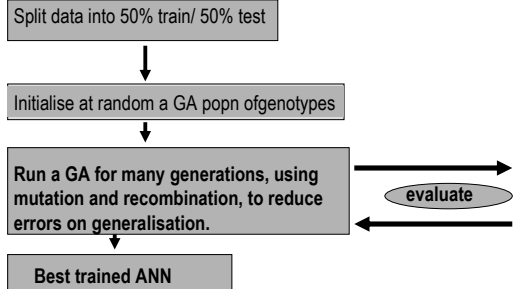 Split data into 50% train/ 50% test
Initialise at random a GA popn ofgenotypes
Run a GA for many generations, using
mutation and recombination, to reduce
errors on generalisation.
evaluate
Best trained ANN